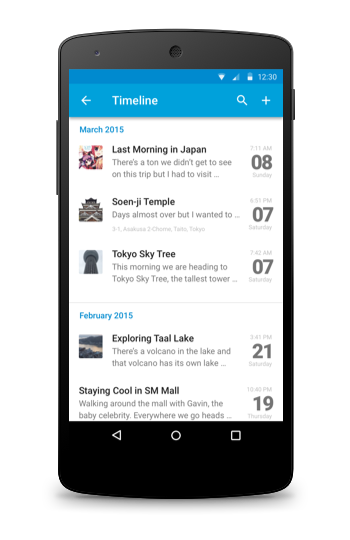 12:30
Timeline
March 2015
Last Morning in Japan
7:11 AM
There's a ton we didn't get to see
on this trip but I had to visit ...
08
Sunday
Soen-ji Temple
6:51 PM
Days almost over but I wanted to ...
07
3-1, Asakusa 2-Chome, Taito, Tokyo
Saturday
Tokyo Sky Tree
7:42 AM
This morning we are heading to
Tokyo Sky Tree, the tallest tower ...
07
Saturday
February 2015
Exploring Taal Lake
3:41 PM
There's a volcano in the lake and
that volcano has its own lake ...
21
Saturday
Staying Cool in SM Mall
10:40 PM
Walking around the mall with Gavin, the
baby celebrity. Everywhere we go heads ...
19
Thursday